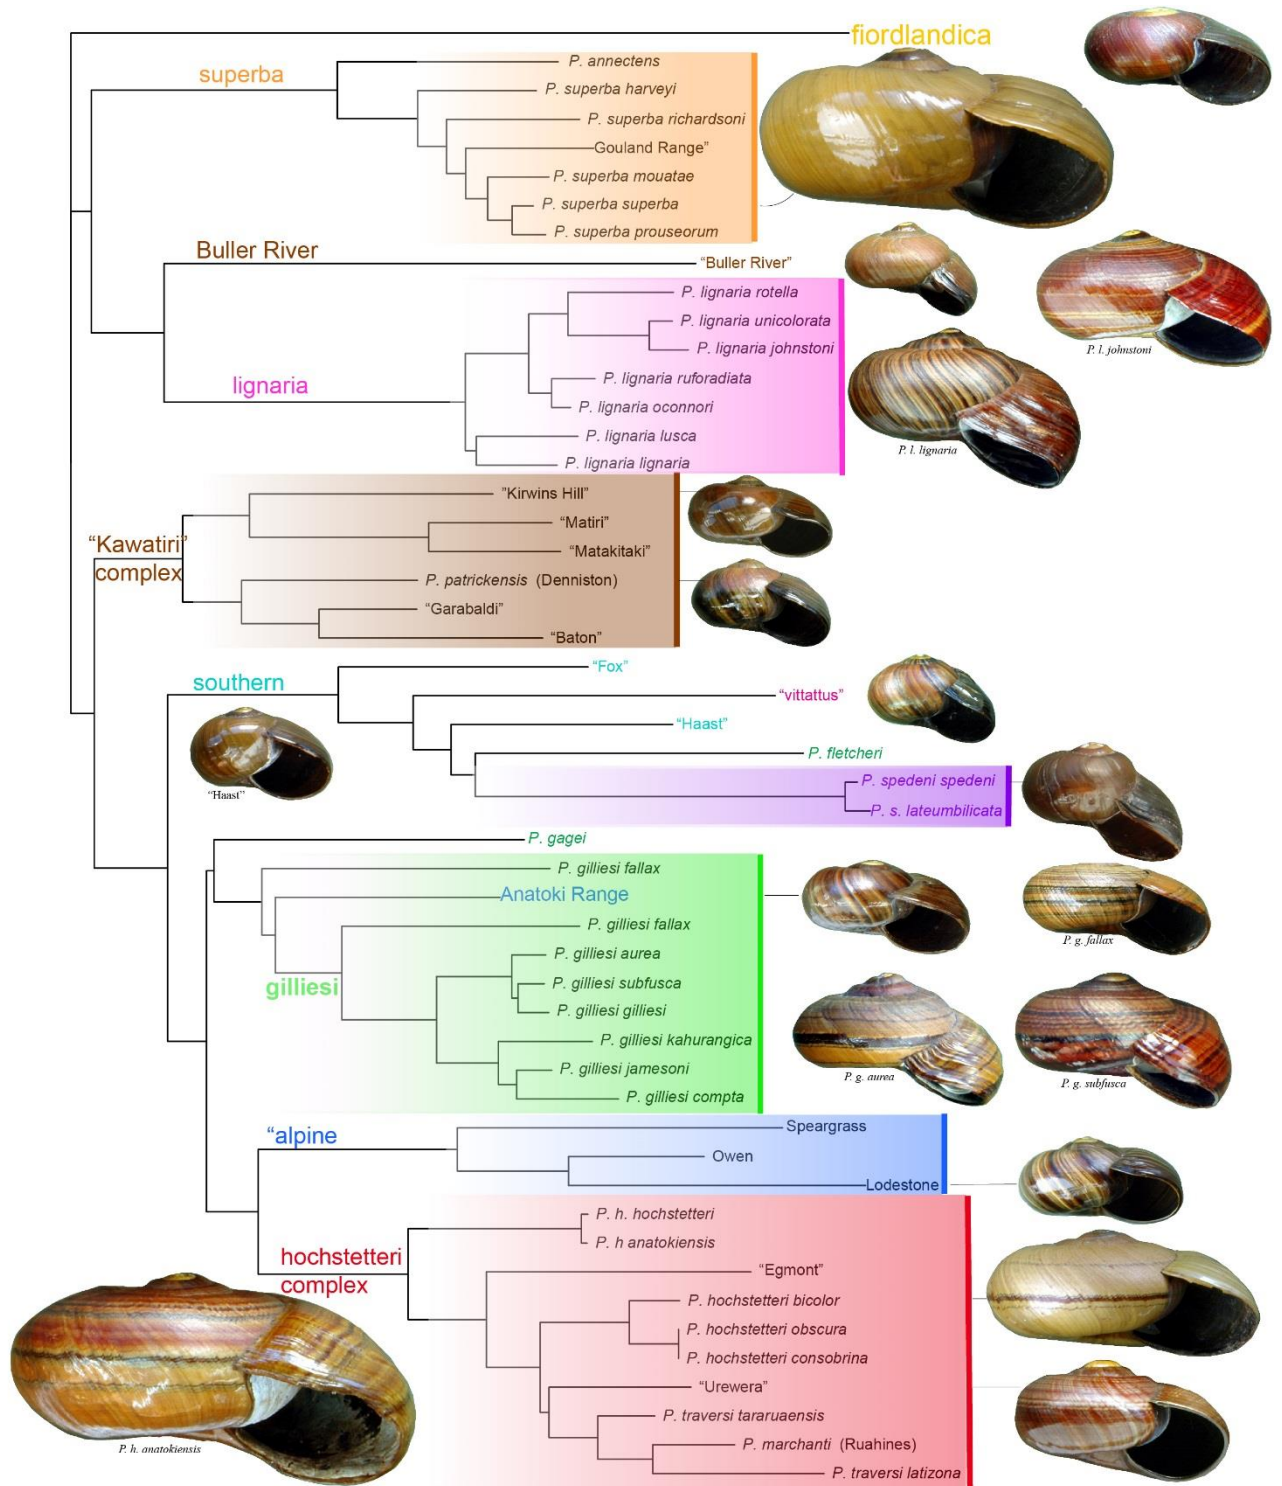 fiordlandica
superba
P. annectens
P. superba harveyi
P. superba richardsoni
Gouland Range”
P. superba mouatae
P. superba superba
P. superba prouseorum
Buller River
“Buller River”
lignaria
P. lignaria rotella
P. lignaria unicolorata
P. lignaria johnstoni
P. l. johnstoni
P. lignaria ruforadiata
P. lignaria oconnori
P. lignaria lusca
P. l. lignaria
P. lignaria lignaria
“Kawatiri”
complex
”Kirwins Hill”
“Matiri”
“Matakitaki”
P. patrickensis (Denniston)
“Garabaldi”
“Baton”
southern
“Fox”
“vittattus”
“Haast”
“Haast”
P. fletcheri
P. spedeni spedeni
P. s. lateumbilicata
P. gagei
gilliesi
P. gilliesi fallax
Anatoki Range
P. gilliesi fallax
P. g. fallax
P. gilliesi aurea
P. gilliesi subfusca
P. gilliesi gilliesi
P. gilliesi kahurangica
P. gilliesi jamesoni
P. gilliesi compta
P. g. aurea
P. g. subfusca
“alpine
Speargrass
Owen
Lodestone
hochstetteri
complex
P. h. hochstetteri
P. h anatokiensis
“Egmont”
P. hochstetteri bicolor
P. hochstetteri obscura
P. hochstetteri consobrina
“Urewera”
P. traversi tararuaensis
P. marchanti (Ruahines)
P. traversi latizona
P. h. anatokiensis